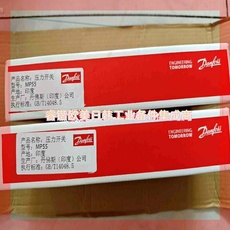 ENGINEERING
TOMORROW
Danfoss
产品名称：压力开关
型号：MP55
产地：印度
生产厂：丹佛斯（印度）公司
执行标准：GB/T14048.5
ENGINEERING
TOMORROW
Danfoss
产品名称：压力开关
型号：MP55
产地：印度
生产厂：丹佛斯（印度）公司
执行标准：GB/T14048.5